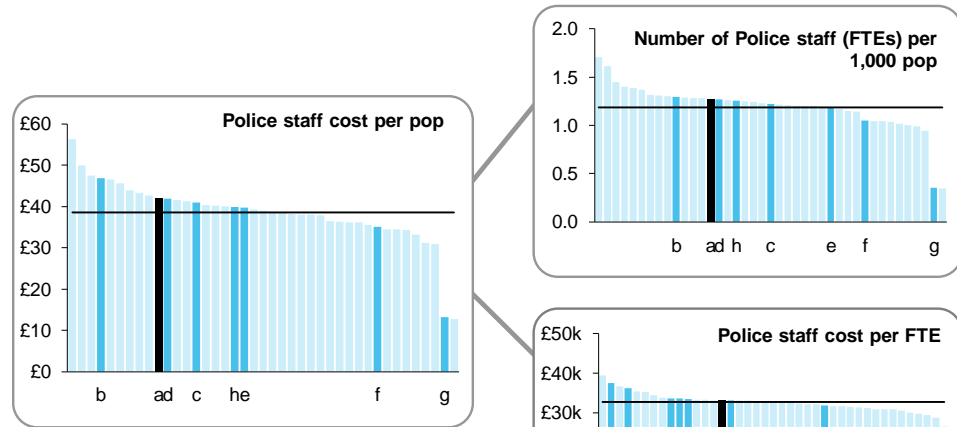 Police staff cost per pop
£60
£50
£40
£30
£20
£10
£0
b ad c he f g
Number of Police staff (FTEs) per
1,000 pop
2.0
1.5
1.0
0.5
0.0
b ad h c e f g
Police staff cost per FTE
£50k
£40k
£30k